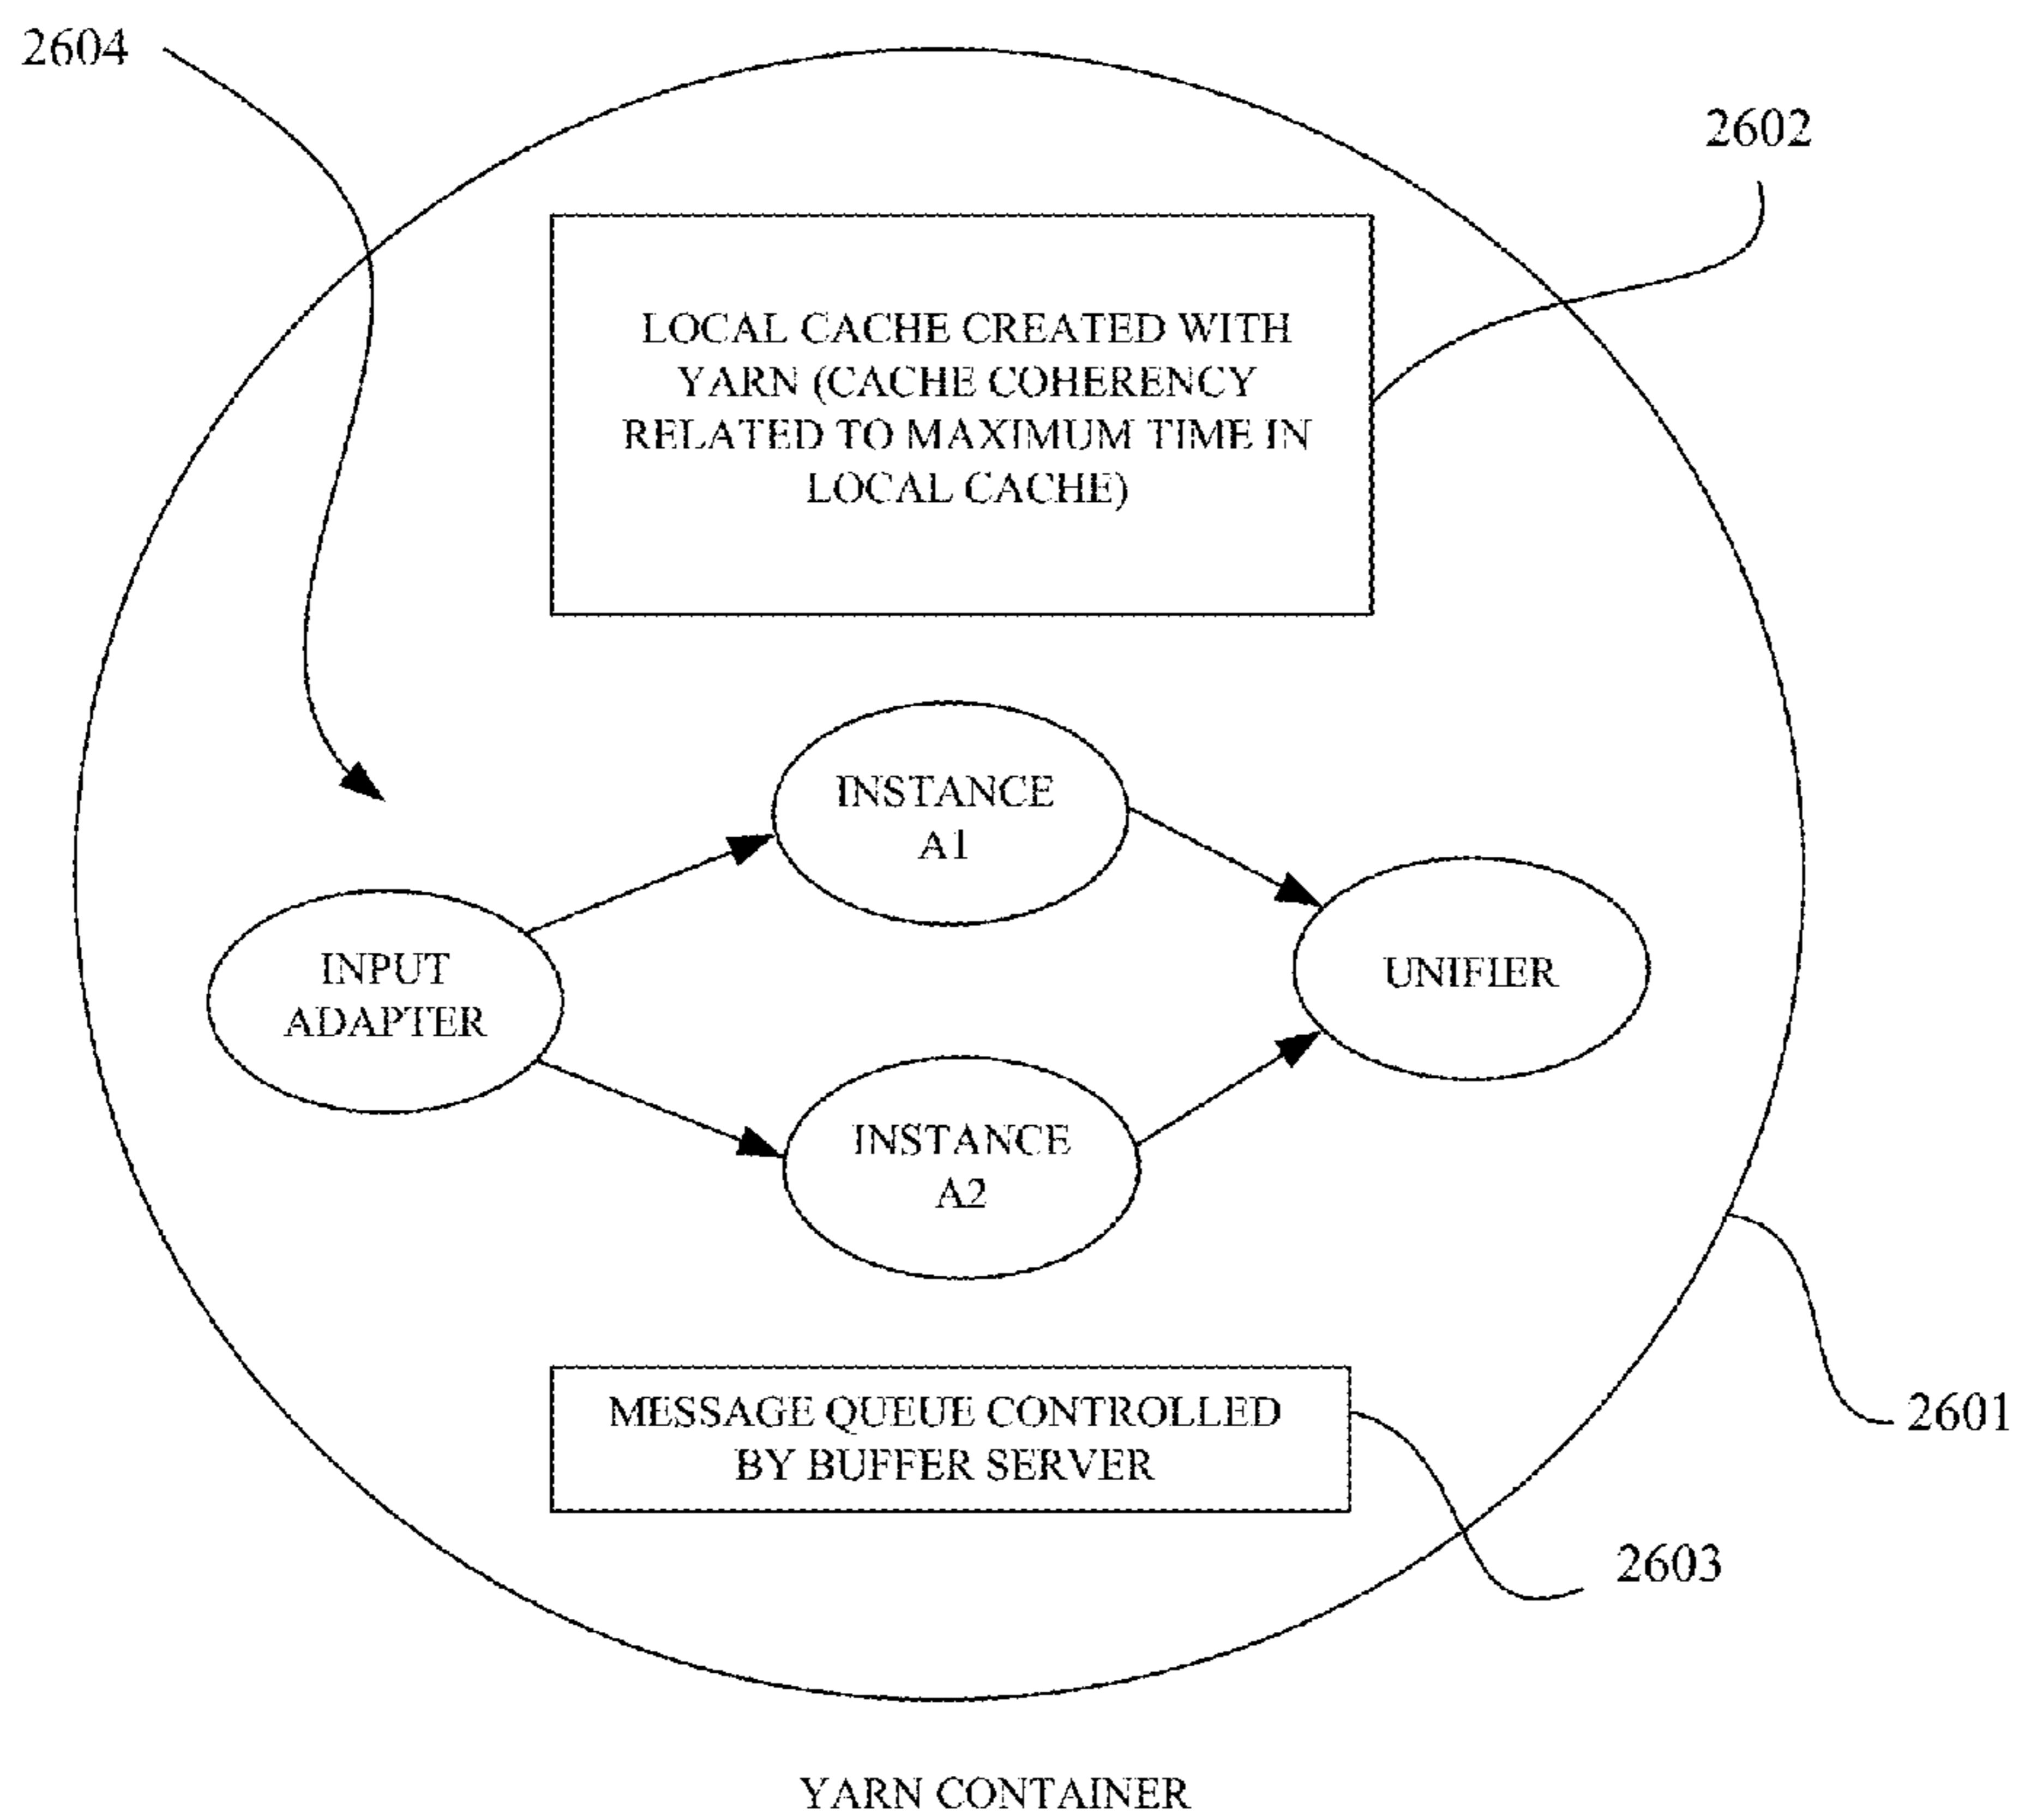 2604
2602
LOCAL CACHE CREATED WITH
YARN (CACHE COHERENCY
RELATED TO MAXIMUM TIME IN
LOCAL CACHE)
INSTANCE
A1
INPUT
ADAPTER
UNIFIER
INSTANCE
A2
MESSAGE QUEUE CONTROLLED
BY BUFFER SERVER
2601
2603
YARN CONTAINER